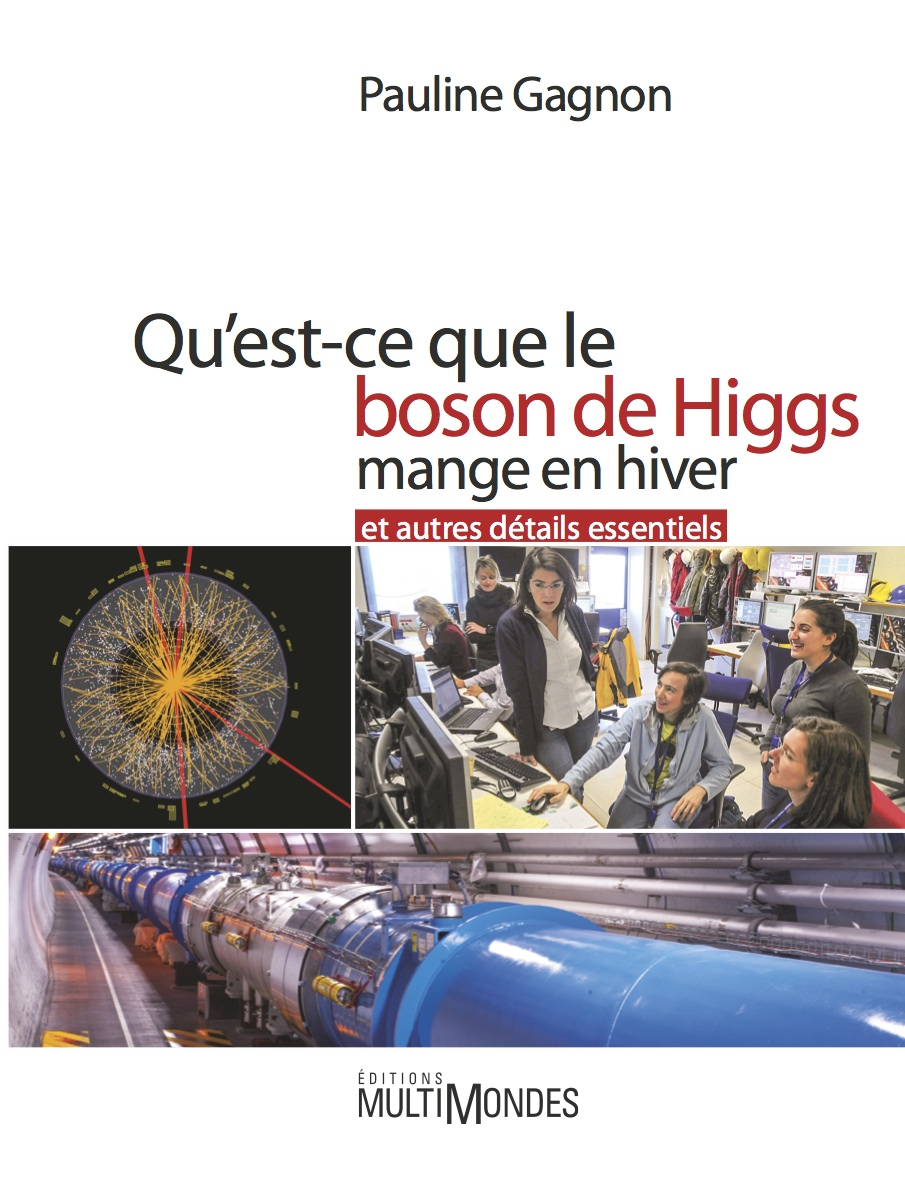 Pauline Gagnon
Qu’est-ce que le
boson de Higgs
mange en hiver
et autres détails essentiels
ÉDITIONS
MULTIMONDES